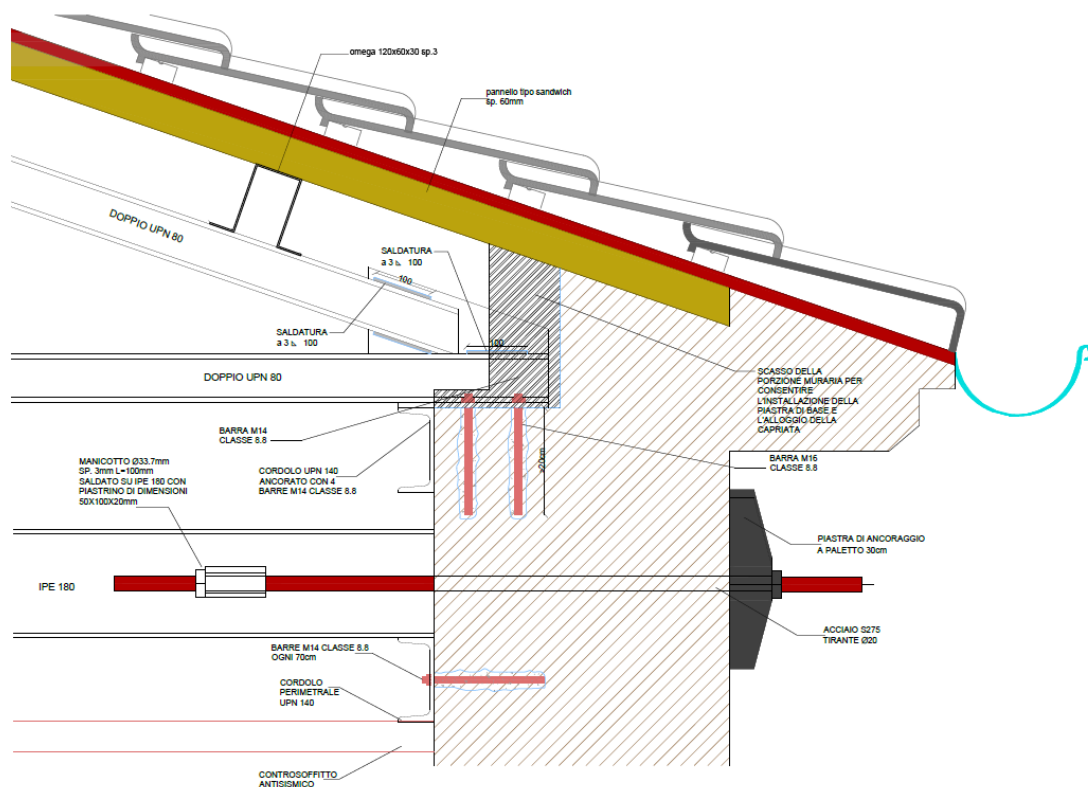 omega 120x60x30 sp.3
pannello tipo sandwich
sp. 60mm
DOPPIO UPN 80
SALDATURA
a 3 100
100
SALDATURA
a 3 100
100
DOPPIO UPN 80
SCASSO DELLA
PORZIONE MURARIA PER
CONSENTIRE
L'INSTALLAZIONE DELLA
PIASTRA DI BASE E
L'ALLOGGIO DELLA
CAPRIATA
BARRA M14
CLASSE 8.8
MANICOTTO Ø33.7mm
SP. 3mm L=100mm
SALDATO SU IPE 180 CON
PIASTRINO DI DIMENSIONI
50X100X20mm
CORDOLO UPN 140
ANCORATO CON 4
BARRE M14 CLASSE 8.8
≥20cm
BARRA M16
CLASSE 8.8
PIASTRA DI ANCORAGGIO
A PALETTO 30cm
IPE 180
ACCIAIO S275
TIRANTE Ø20
BARRE M14 CLASSE 8.8
OGNI 70cm
CORDOLO
PERIMETRALE
UPN 140
CONTROSOFFITTO
ANTISISMICO